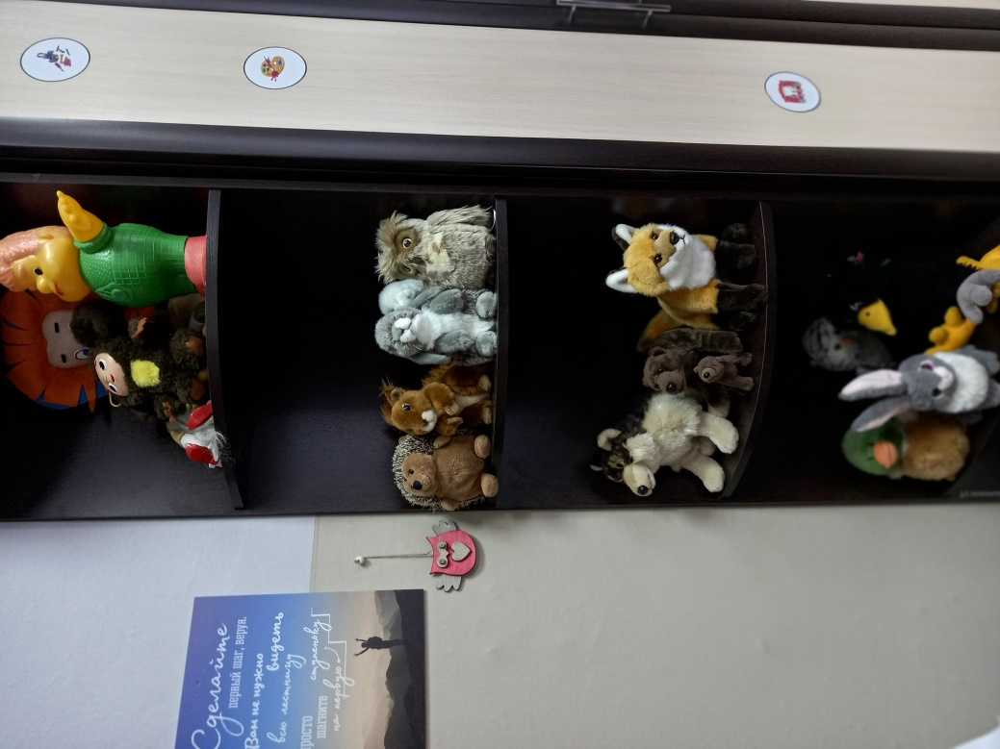 Сделайте
первый шаг, веруя.
Вам не нужно
видеть
всю лестницу
просто
шагните
на первую
ступеньку